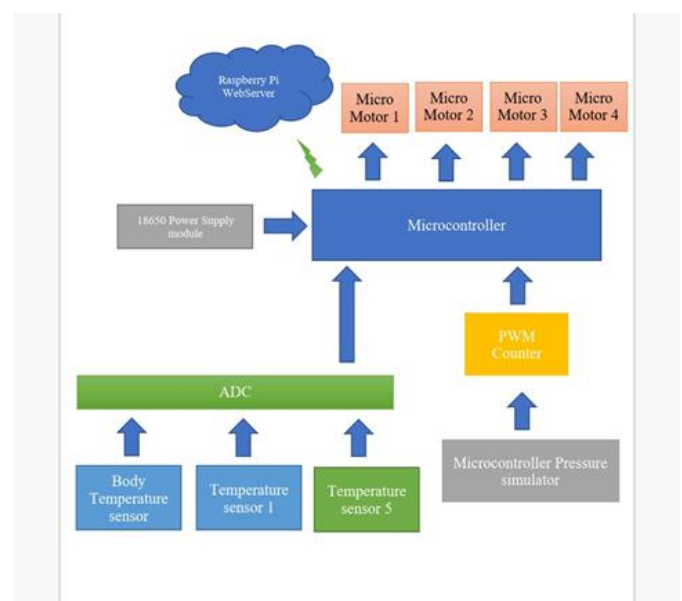 Raspberry Pi
WebServer
Micro
Motor 1
Micro
Motor 2
Micro
Motor 3
Micro
Motor 4
18650 Power Supply
module
Microcontroller
PWM
Counter
ADC
Body
Temperature
sensor
Temperature
sensor 1
Temperature
sensor 5
Microcontroller Pressure
simulator